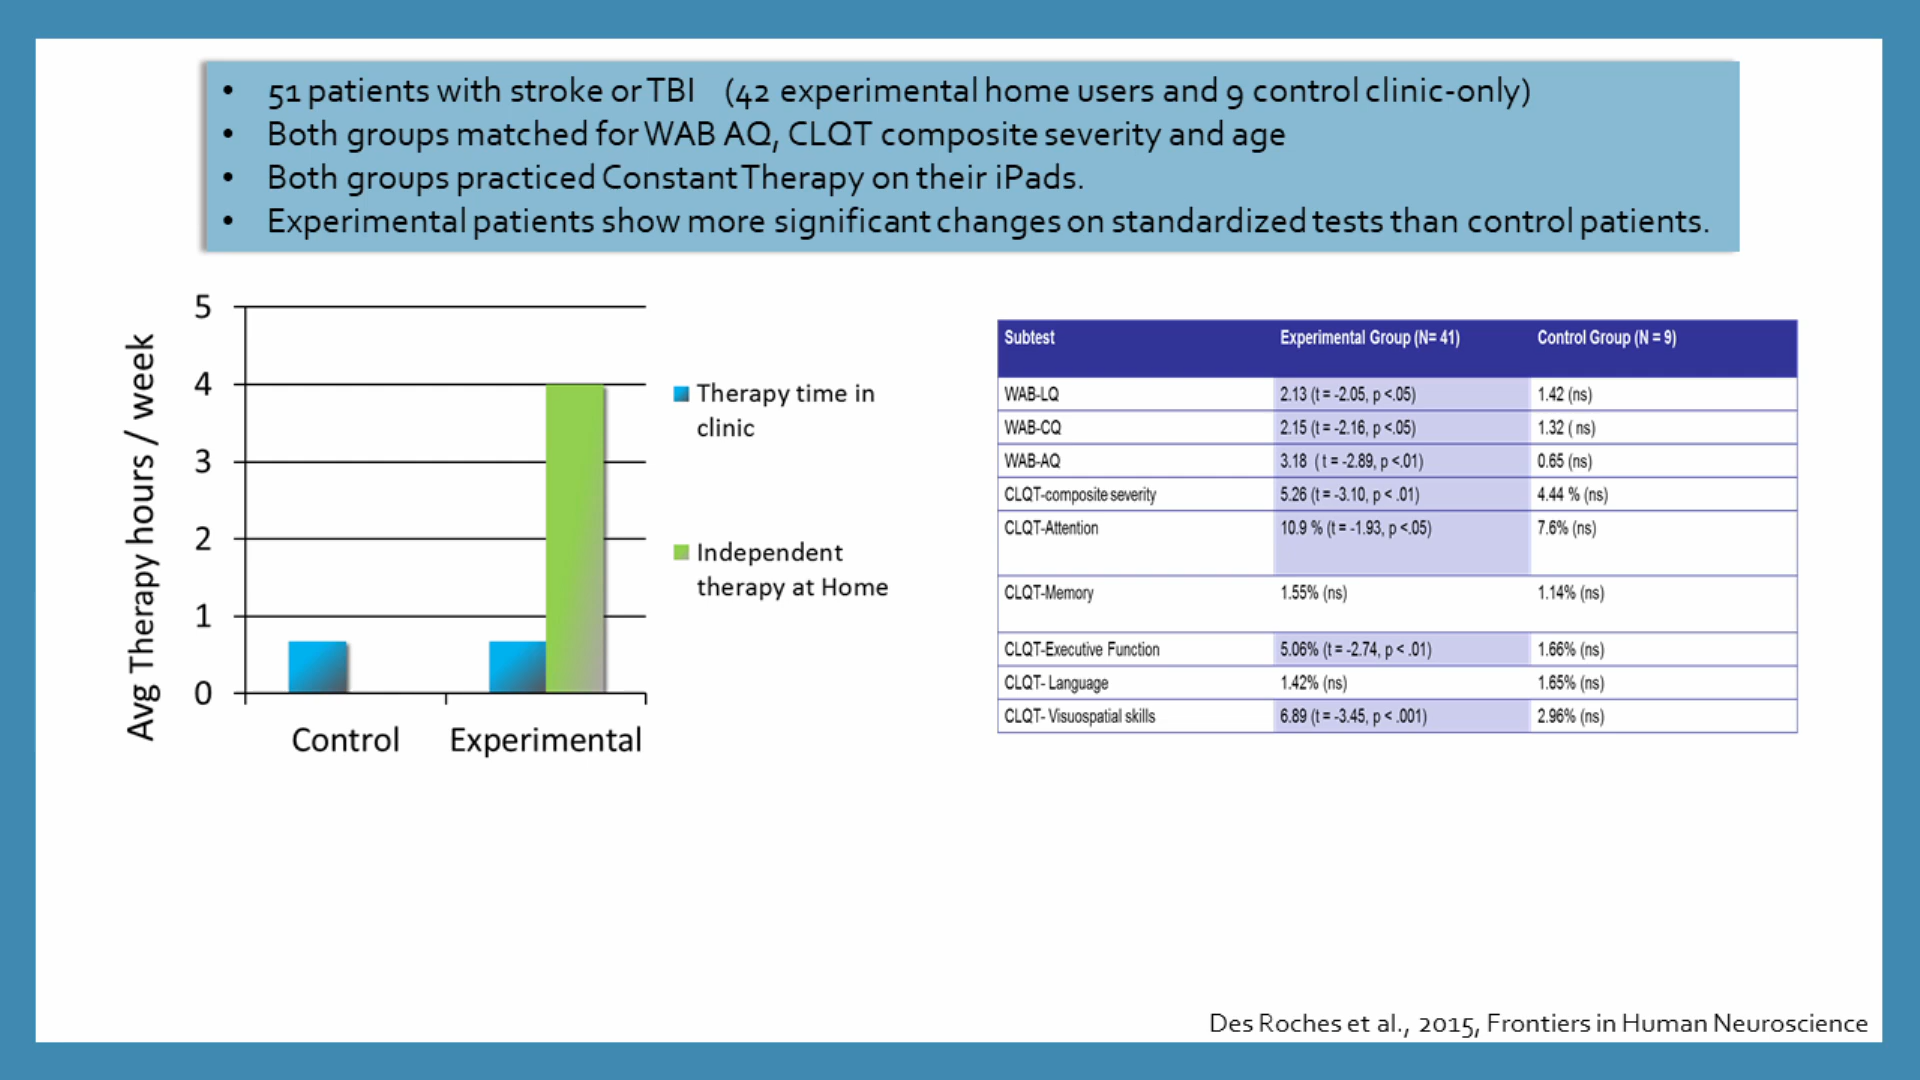 • 51 patients with stroke or TBI (42 experimental home users and 9 control clinic-only)
• Both groups matched for WAB AQ, CLQT composite severity and age
• Both groups practiced Constant Therapy on their iPads.
• Experimental patients show more significant changes on standardized tests than control patients.
Avg Therapy hours / week
5
4
3
2
1
0
Control Experimental
Therapy time in
clinic
Independent
therapy at Home
Subtest Experimental Group (N= 41) Control Group (N = 9)
WAB-LQ 2.13 (t = -2.05, p <.05) 1.42 (ns)
WAB-CQ 2.15 (t = -2.16, p <.05) 1.32 ( ns)
WAB-AQ 3.18 ( t = -2.89, p <.01) 0.65 (ns)
CLQT-composite severity 5.26 (t = -3.10, p < .01) 4.44 % (ns)
CLQT-Attention 10.9 % (t = -1.93, p <.05) 7.6% (ns)
CLQT-Memory 1.55% (ns) 1.14% (ns)
CLQT-Executive Function 5.06% (t = -2.74, p < .01) 1.66% (ns)
CLQT- Language 1.42% (ns) 1.65% (ns)
CLQT- Visuospatial skills 6.89 (t = -3.45, p < .001) 2.96% (ns)
Des Roches et al., 2015, Frontiers in Human Neuroscience